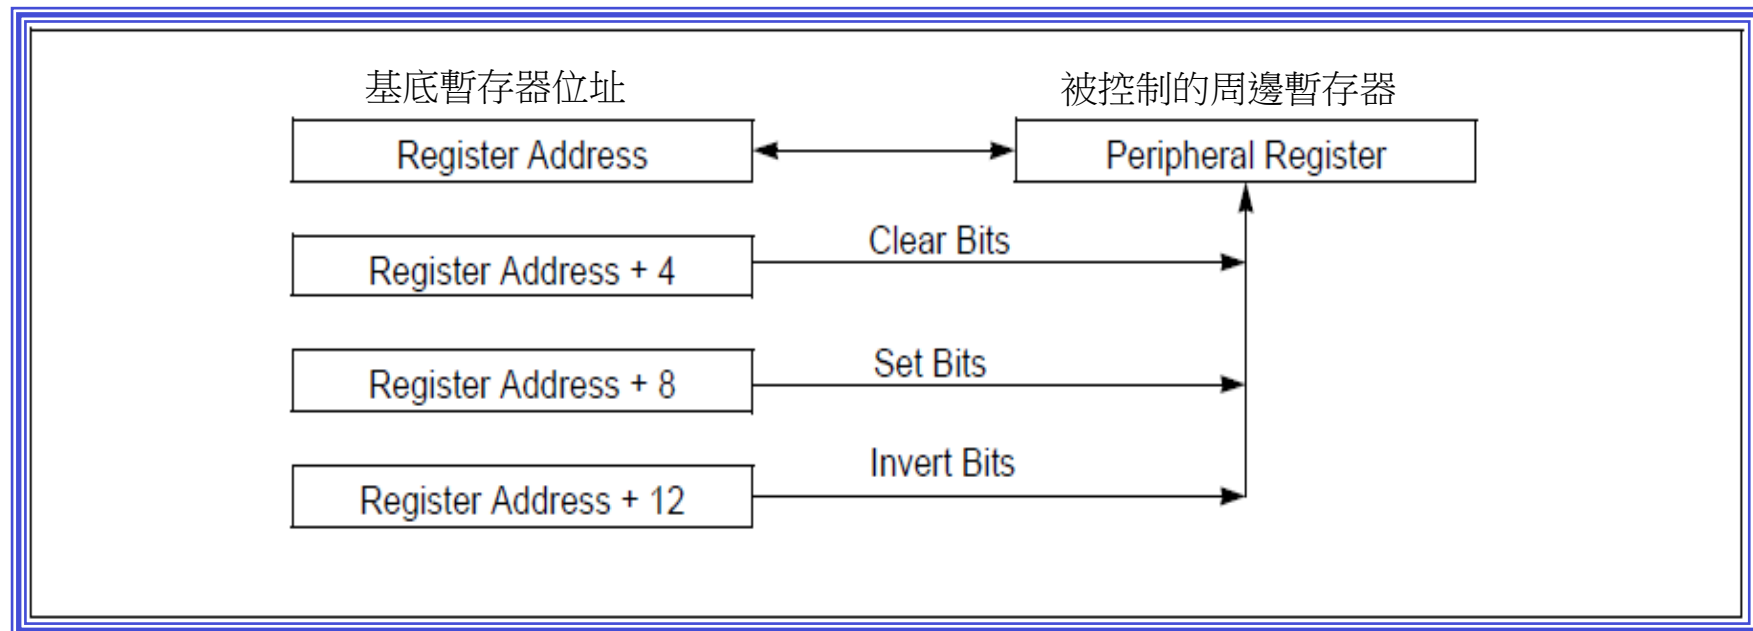 基底暫存器位址
被控制的周邊暫存器
Register Address
Peripheral Register
Clear Bits
Register Address + 4
Set Bits
Register Address + 8
Invert Bits
Register Address + 12